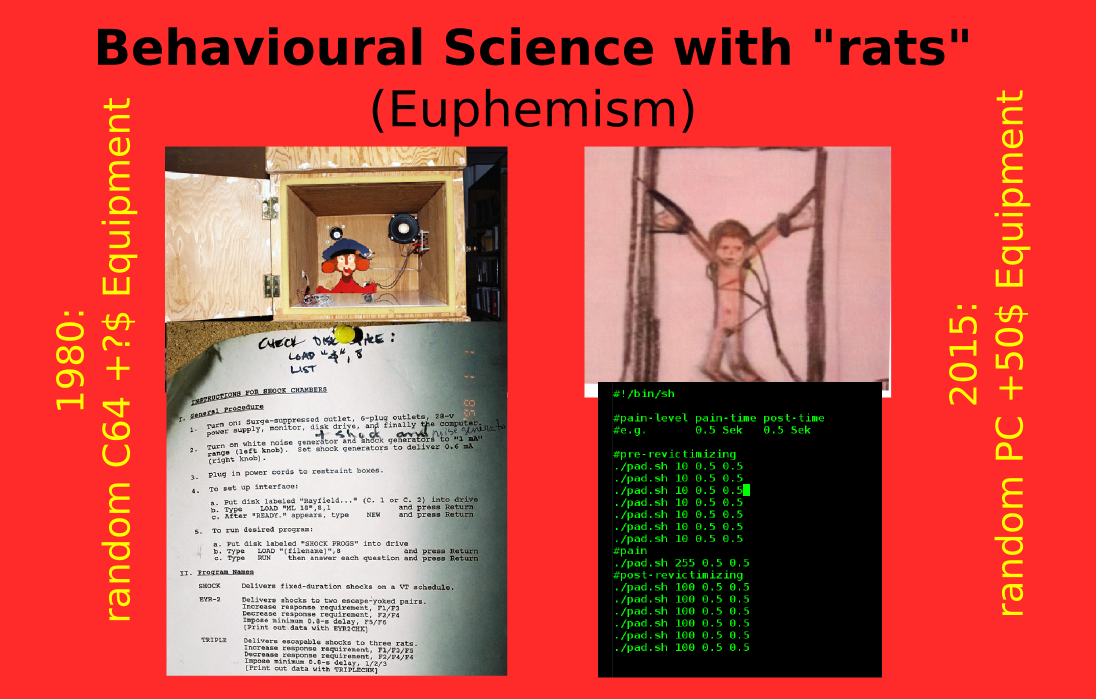 Behavioural Science with "rats"
(Euphemism)
1980:
random C64 +?$ Equipment
CHECK DISK :
LOAD "$",8
LIST
INSTRUCTIONS FOR SHOCK CHAMBERS
I. General Procedure
1. Turn on: Surge-suppressed outlet, 6-plug outlets, 28-v
power supply, monitor, disk drive, and finally the computer,
+ shock and noise generators
2. Turn on white noise generator and shock generators to "1 mA"
range (left knob). Set shock generators to deliver 0.6 mA
(right knob).
3. Plug in power cords to restraint boxes.
4. To set up interface:
a. Put disk labeled "Rayfield..." (C. 1 or C. 2) into drive
b. Type LOAD "ML 18",8,1 and press Return
c. After "READY." appears, type NEW and press Return
5. To run desired program:
a. Put disk labeled "SHOCK PROGS" into drive
b. Type LOAD "[filename]",8 and press Return
c. Type RUN then answer each question and press Return
II. Program Names
SHOCK Delivers fixed-duration shocks on a VT schedule.
EYR-2 Delivers shocks to two escape-yoked pairs.
Increase response requirement, F1/F3
Decrease response requirement, F2/F4
Impose minimum 0.8-s delay, F5/F6
[Print out data with EYR2CHK]
TRIPLE Delivers escapable shocks to three rats.
Increase response requirement, F1/F3/F5
Decrease response requirement, F2/F4/F6
Impose minimum 0.8-s delay, 1/2/3
[Print out data with TRIPLECHK]
#!/bin/sh
#pain-level pain-time post-time
#e.g. 0.5 Sek 0.5 Sek
#pre-revictimizing
./pad.sh 10 0.5 0.5
./pad.sh 10 0.5 0.5
./pad.sh 10 0.5 0.5
./pad.sh 10 0.5 0.5
./pad.sh 10 0.5 0.5
./pad.sh 10 0.5 0.5
./pad.sh 10 0.5 0.5
#pain
./pad.sh 255 0.5 0.5
#post-revictimizing
./pad.sh 100 0.5 0.5
./pad.sh 100 0.5 0.5
./pad.sh 100 0.5 0.5
./pad.sh 100 0.5 0.5
./pad.sh 100 0.5 0.5
./pad.sh 100 0.5 0.5
2015:
random PC +50$ Equipment